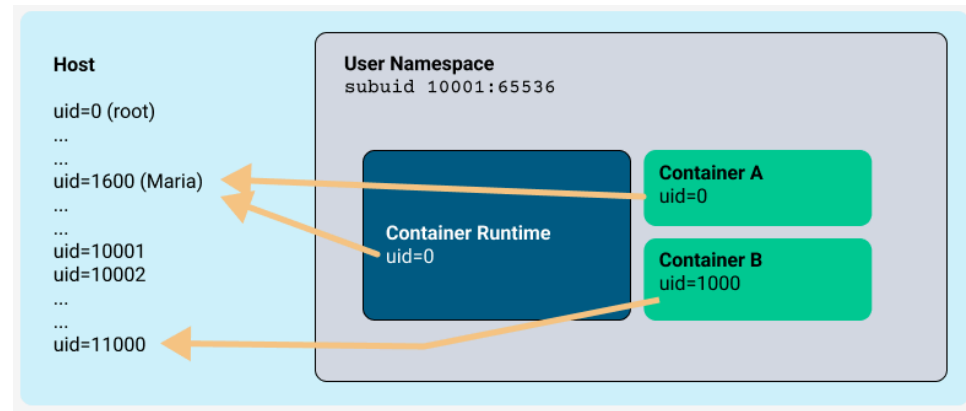 Host
uid=0 (root)
...
...
uid=1600 (Maria)
...
...
uid=10001
uid=10002
...
...
uid=11000
User Namespace
subuid 10001:65536
Container Runtime
uid=0
Container A
uid=0
Container B
uid=1000